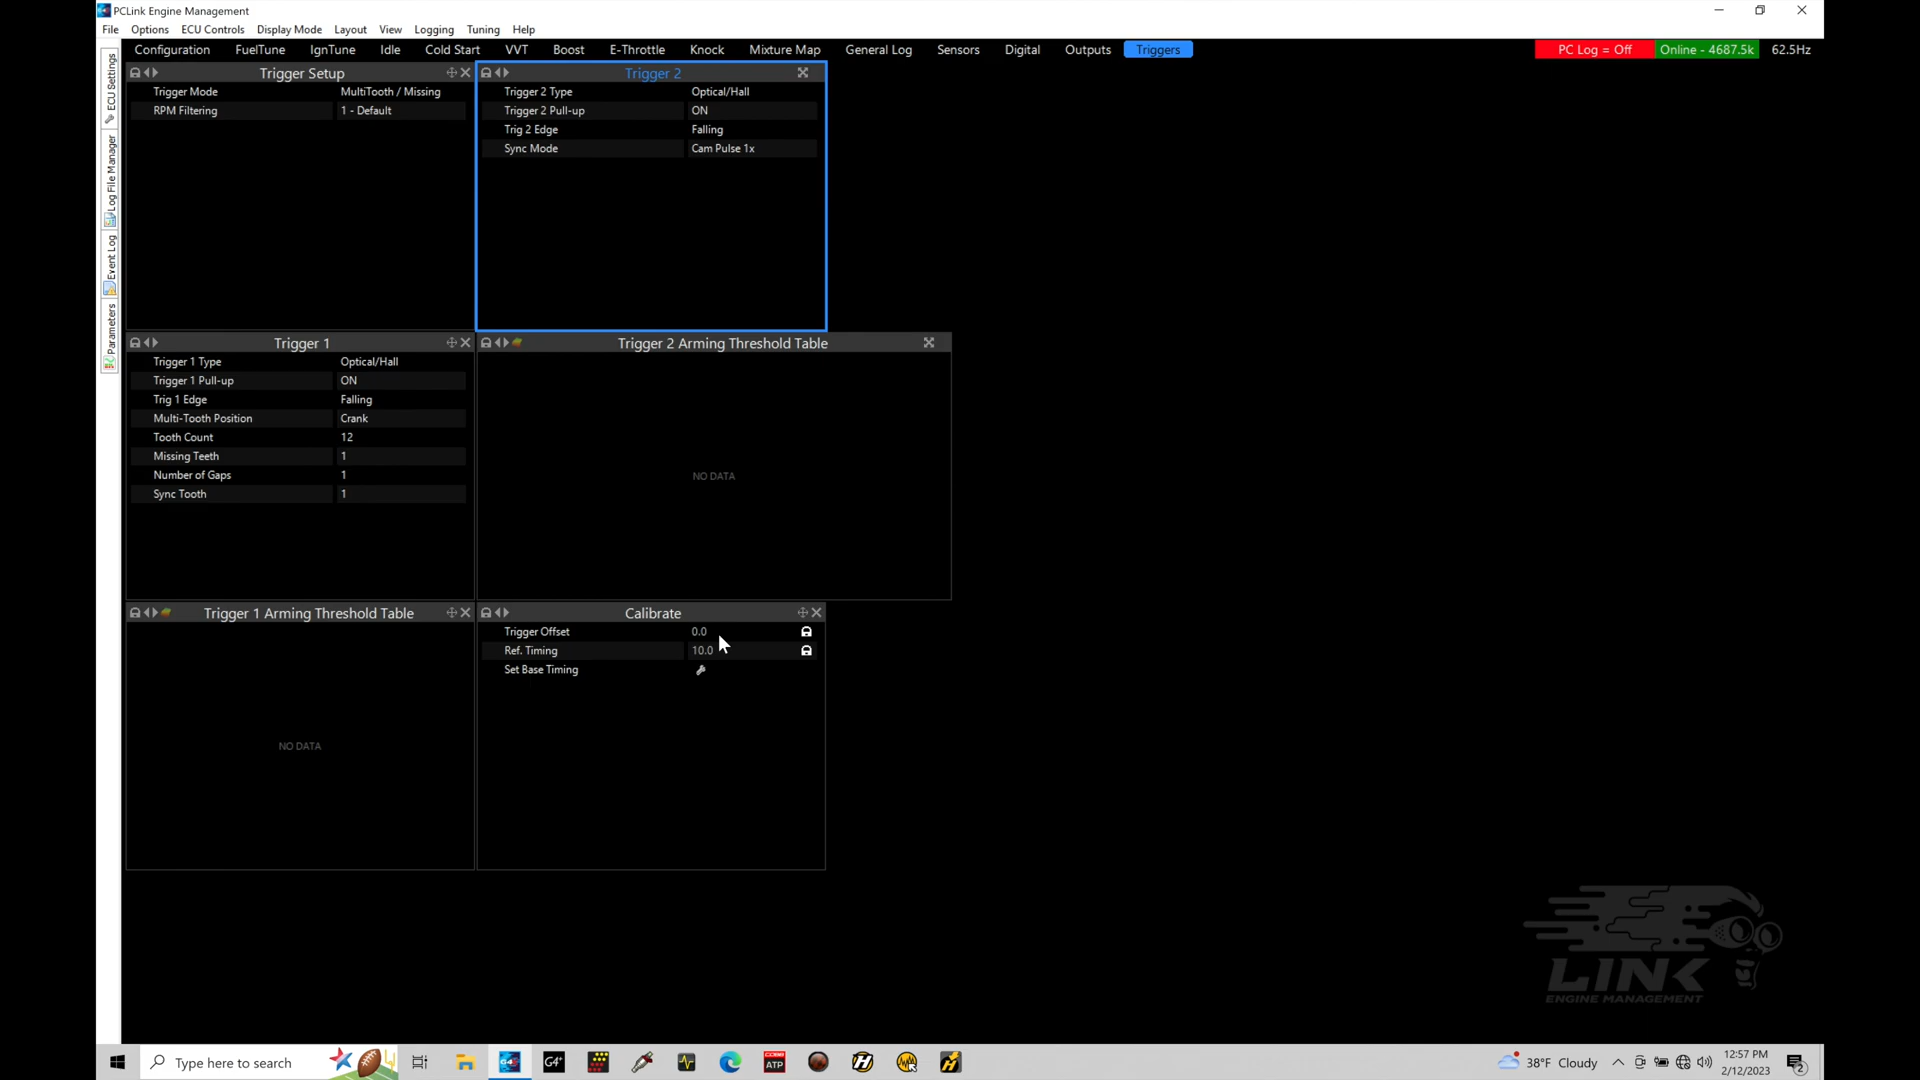 PCLink Engine Management
File Options ECU Controls Display Mode Layout View Logging Tuning Help
Configuration FuelTune IgnTune Idle Cold Start VVT Boost E-Throttle Knock Mixture Map General Log Sensors Digital Outputs Triggers PC Log = Off Online - 4687.5k 62.5Hz
ECU Settings
Log File Manager
Event Log
Parameters
Trigger Setup
Trigger Mode MultiTooth / Missing
RPM Filtering 1 - Default
Trigger 2
Trigger 2 Type Optical/Hall
Trigger 2 Pull-up ON
Trig 2 Edge Falling
Sync Mode Cam Pulse 1x
Trigger 1
Trigger 1 Type Optical/Hall
Trigger 1 Pull-up ON
Trig 1 Edge Falling
Multi-Tooth Position Crank
Tooth Count 12
Missing Teeth 1
Number of Gaps 1
Sync Tooth 1
Trigger 2 Arming Threshold Table
NO DATA
Trigger 1 Arming Threshold Table
NO DATA
Calibrate
Trigger Offset 0.0
Ref. Timing 10.0
Set Base Timing
LINK
ENGINE MANAGEMENT
Type here to search
G4X
G4+
COBB
ATP
H
38°F Cloudy
12:57 PM
2/12/2023
2